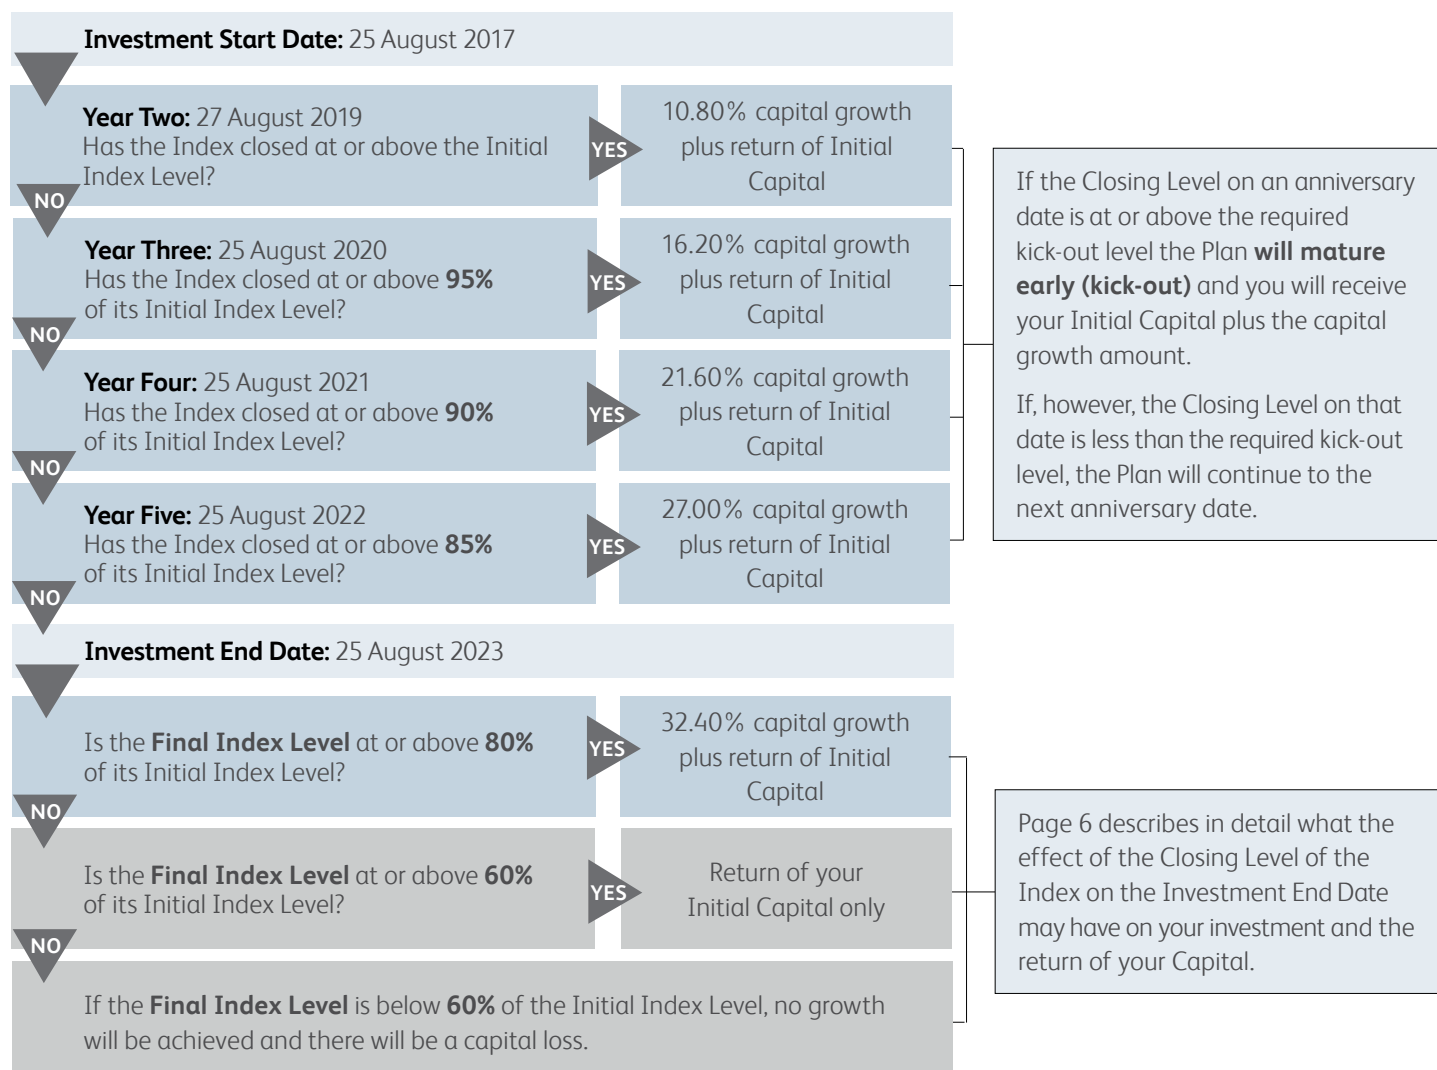 Investment Start Date: 25 August 2017
Year Two: 27 August 2019
Has the Index closed at or above the Initial
Index Level?
YES
10.80% capital growth
plus return of Initial
Capital
NO
Year Three: 25 August 2020
Has the Index closed at or above 95%
of its Initial Index Level?
YES
16.20% capital growth
plus return of Initial
Capital
NO
Year Four: 25 August 2021
Has the Index closed at or above 90%
of its Initial Index Level?
YES
21.60% capital growth
plus return of Initial
Capital
NO
Year Five: 25 August 2022
Has the Index closed at or above 85%
of its Initial Index Level?
YES
27.00% capital growth
plus return of Initial
Capital
NO
If the Closing Level on an anniversary
date is at or above the required
kick-out level the Plan will mature
early (kick-out) and you will receive
your Initial Capital plus the capital
growth amount.
If, however, the Closing Level on that
date is less than the required kick-out
level, the Plan will continue to the
next anniversary date.
Investment End Date: 25 August 2023
Is the Final Index Level at or above 80%
of its Initial Index Level?
YES
32.40% capital growth
plus return of Initial
Capital
NO
Is the Final Index Level at or above 60%
of its Initial Index Level?
YES
Return of your
Initial Capital only
NO
If the Final Index Level is below 60% of the Initial Index Level, no growth
will be achieved and there will be a capital loss.
Page 6 describes in detail what the
effect of the Closing Level of the
Index on the Investment End Date
may have on your investment and the
return of your Capital.